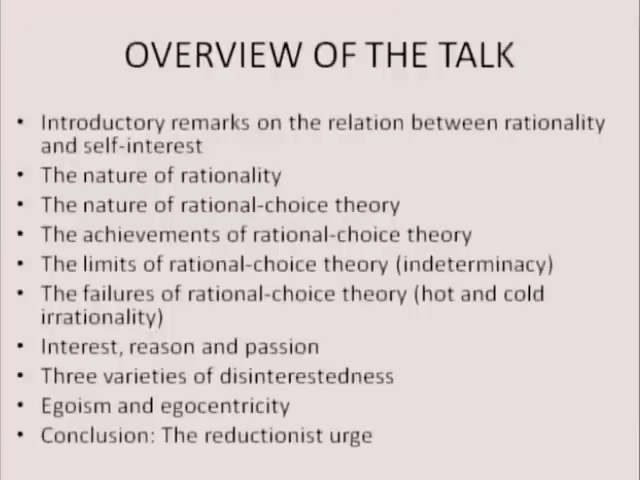 OVERVIEW OF THE TALK
• Introductory remarks on the relation between rationality
and self-interest
• The nature of rationality
• The nature of rational-choice theory
• The achievements of rational-choice theory
• The limits of rational-choice theory (indeterminacy)
• The failures of rational-choice theory (hot and cold
irrationality)
• Interest, reason and passion
• Three varieties of disinterestedness
• Egoism and egocentricity
• Conclusion: The reductionist urge